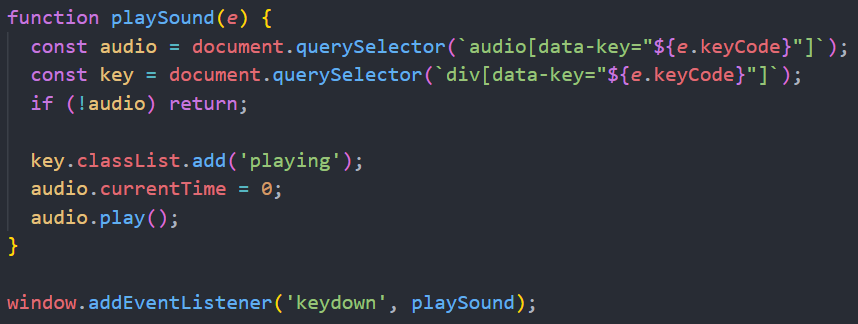 function playSound(e) {
  const audio = document.querySelector(`audio[data-key="${e.keyCode}"]`);
  const key = document.querySelector(`div[data-key="${e.keyCode}"]`);
  if (!audio) return;

  key.classList.add('playing');
  audio.currentTime = 0;
  audio.play();
}

window.addEventListener('keydown', playSound);